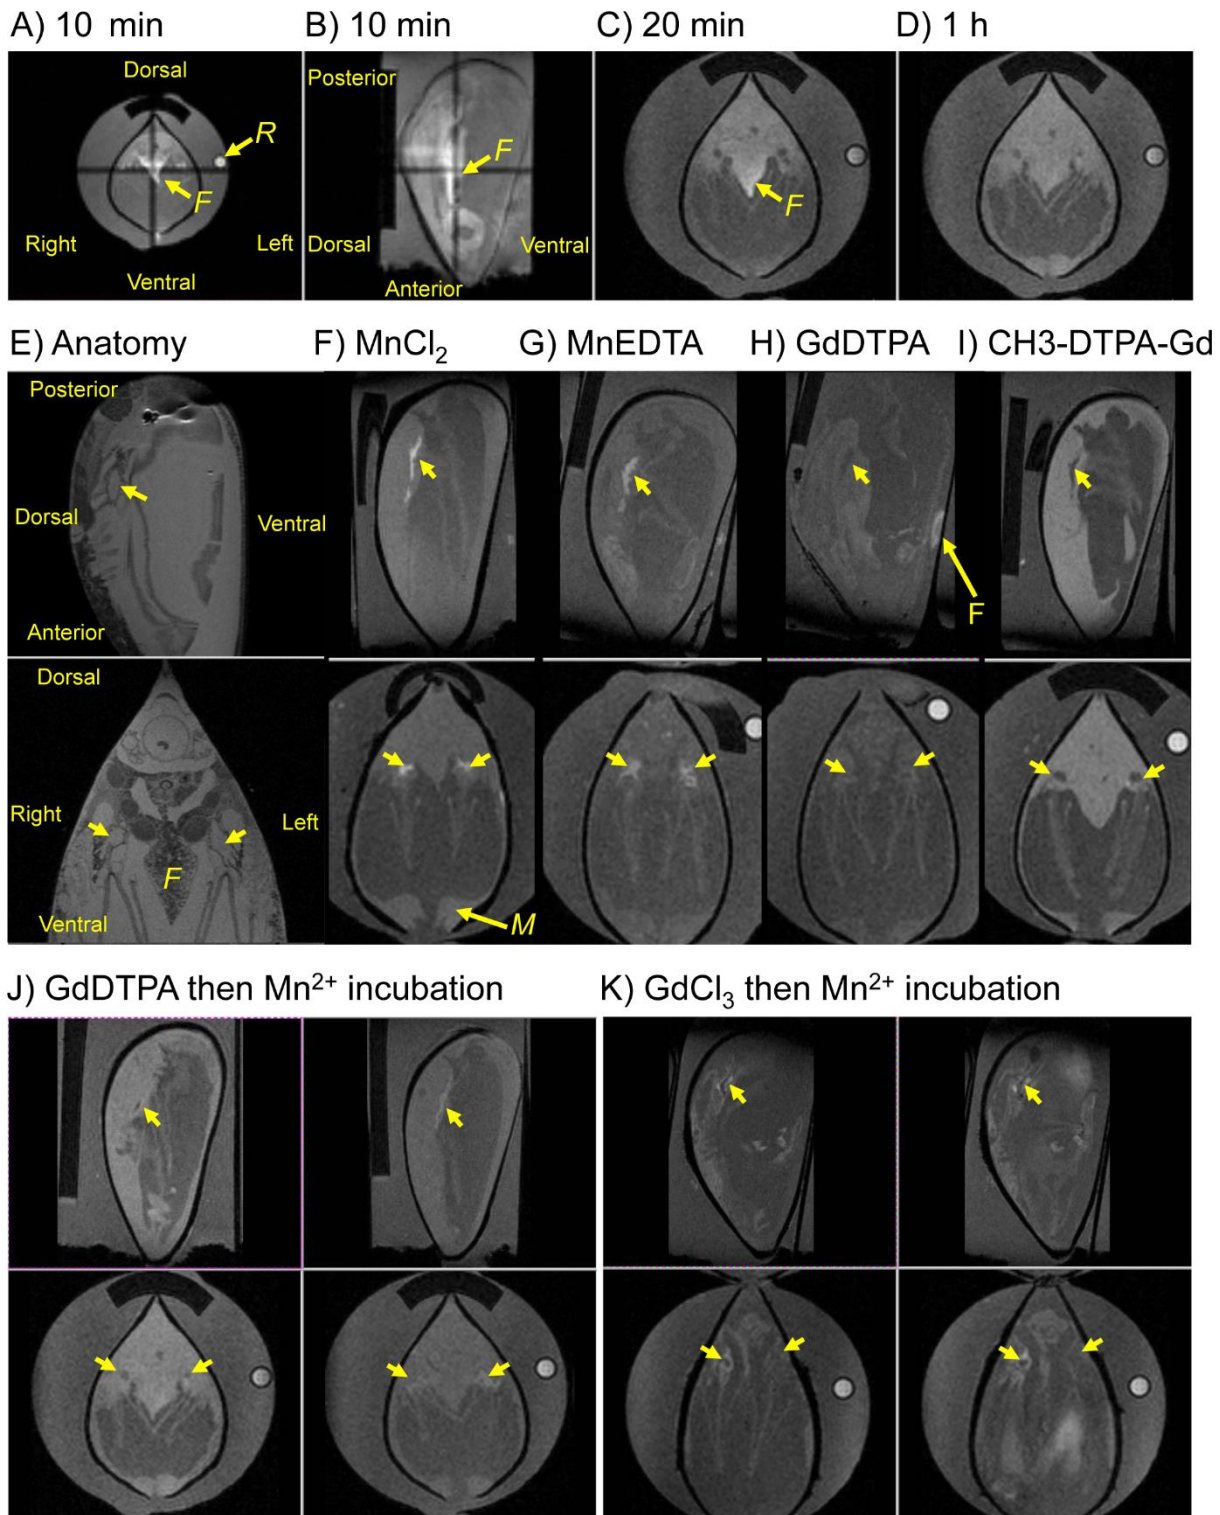 A) 10 min
B) 10 min
C) 20 min
D) 1 h
Dorsal
R
F
Right
Left
Ventral
Posterior
F
Dorsal
Ventral
Anterior
F
E) Anatomy
F) MnCl2
G) MnEDTA
H) GdDTPA
I) CH3-DTPA-Gd
Posterior
Dorsal
Ventral
Anterior
F
Dorsal
Right
Left
F
Ventral
M
J) GdDTPA then Mn2+ incubation
K) GdCl3 then Mn2+ incubation